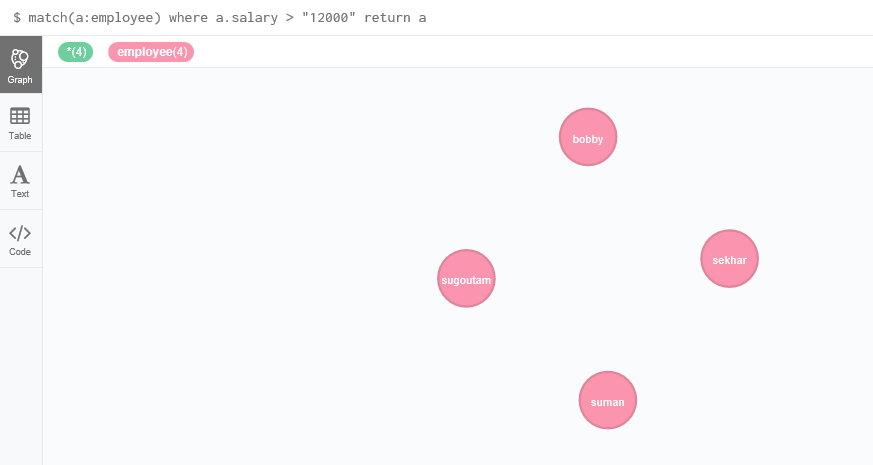 $ match(a:employee) where a.salary > "12000" return a
*(4) employee(4)
Graph
Table
A
Text
</>
Code
bobby
sekhar
sugoutam
suman